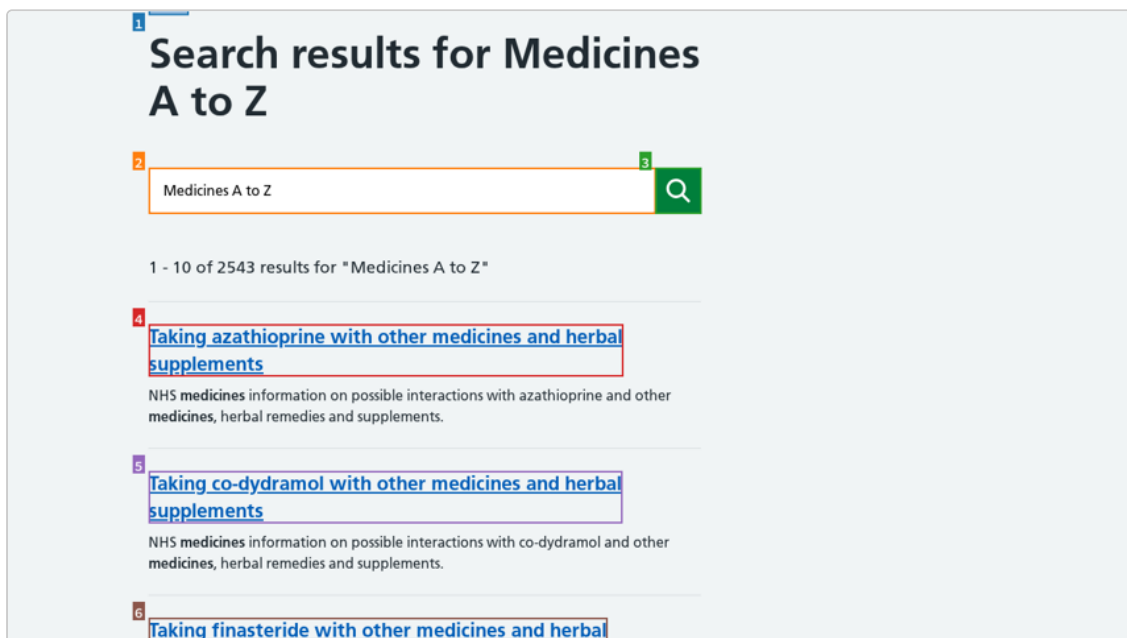 1
Search results for Medicines
A to Z
2
3
Medicines A to Z
1 - 10 of 2543 results for "Medicines A to Z"
4
Taking azathioprine with other medicines and herbal
supplements
NHS medicines information on possible interactions with azathioprine and other
medicines, herbal remedies and supplements.
5
Taking co-dydramol with other medicines and herbal
supplements
NHS medicines information on possible interactions with co-dydramol and other
medicines, herbal remedies and supplements.
6
Taking finasteride with other medicines and herbal